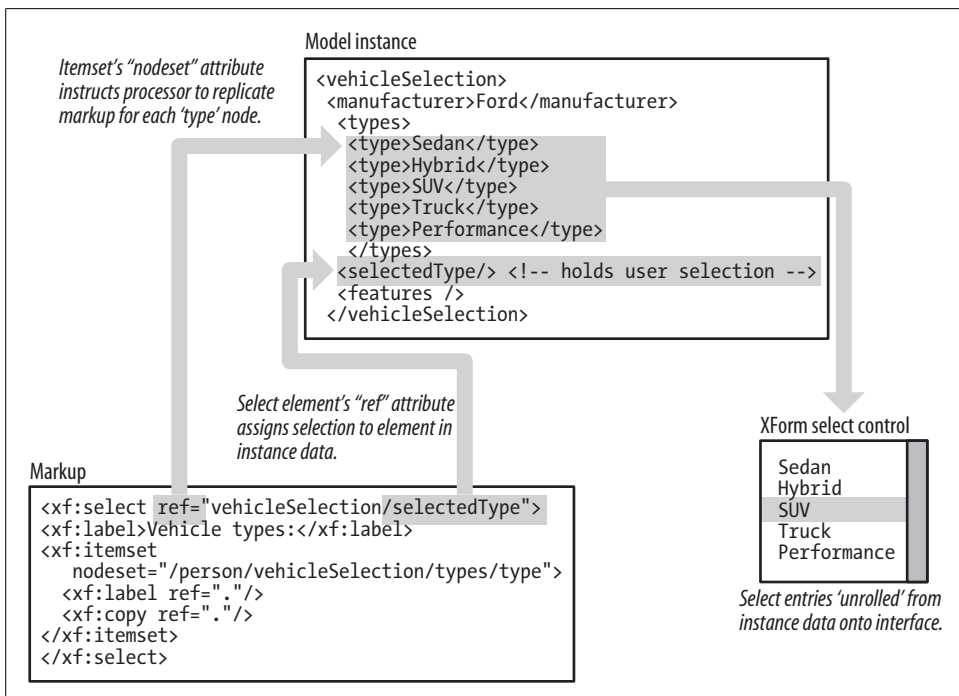 Model instance
Itemset's “nodeset” attribute
instructs processor to replicate
markup for each ‘type’ node.
<vehicleSelection>
<manufacturer>Ford</manufacturer>
<types>
<type>Sedan</type>
<type>Hybrid</type>
<type>SUV</type>
<type>Truck</type>
<type>Performance</type>
</types>
<selectedType/> <!-- holds user selection -->
<features />
</vehicleSelection>
Select element's “ref” attribute
assigns selection to element in
instance data.
Markup
<xf:select ref="vehicleSelection/selectedType">
<xf:label>Vehicle types:</xf:label>
<xf:itemset
nodeset="/person/vehicleSelection/types/type">
<xf:label ref="."/>
<xf:copy ref="."/>
</xf:itemset>
</xf:select>
XForm select control
Sedan
Hybrid
SUV
Truck
Performance
Select entries ‘unrolled’ from
instance data onto interface.